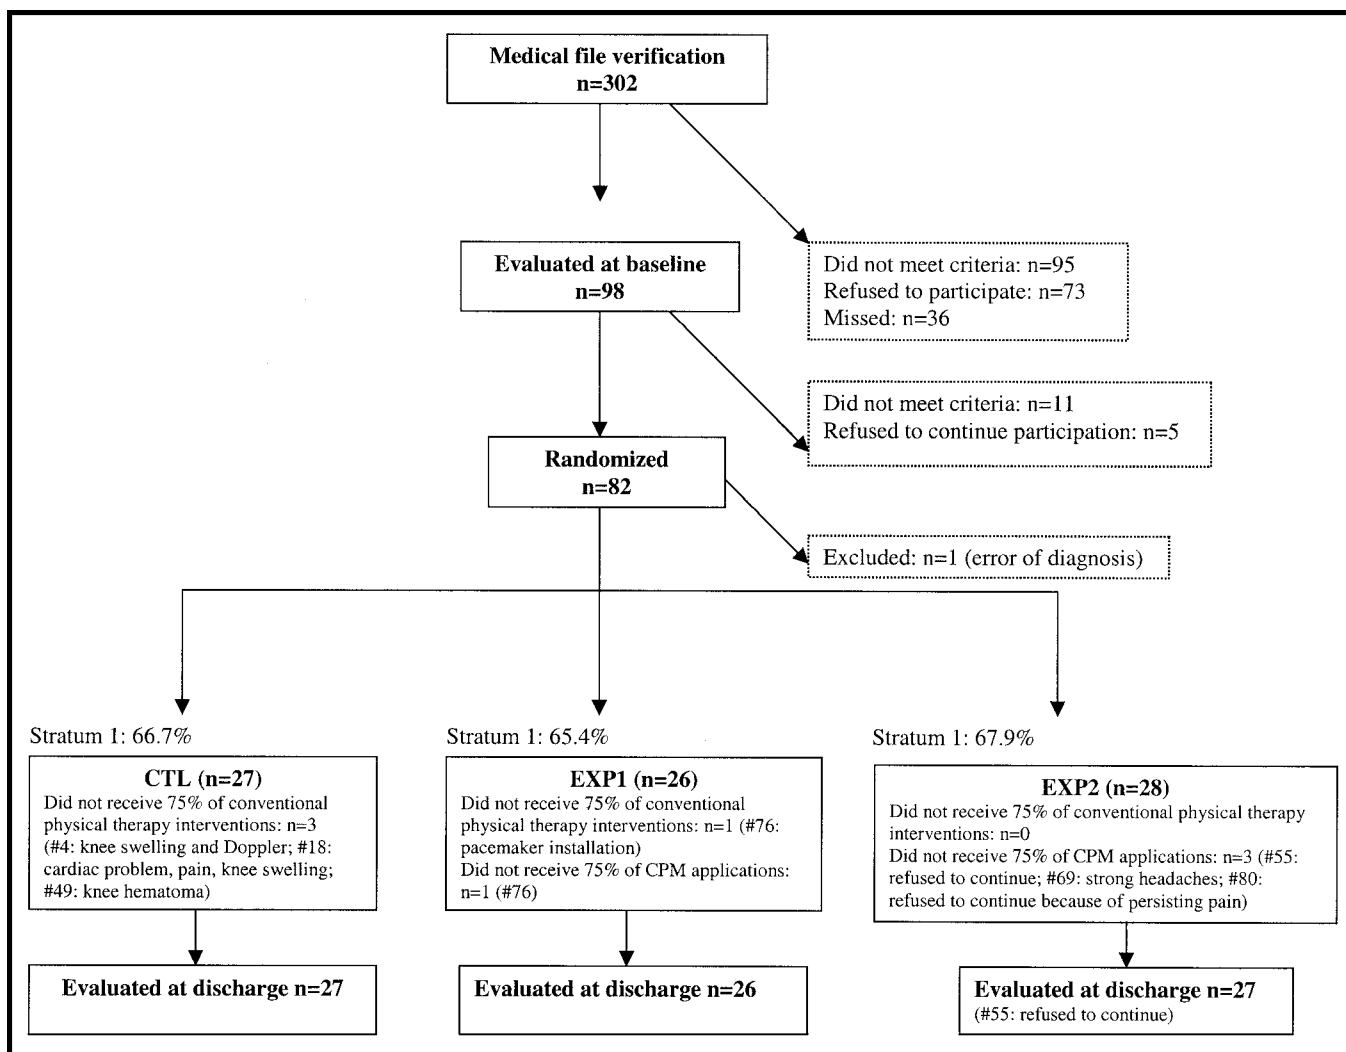 Medical file verification
n=302
Evaluated at baseline
n=98
Did not meet criteria: n=95
Refused to participate: n=73
Missed: n=36
Did not meet criteria: n=11
Refused to continue participation: n=5
Randomized
n=82
Excluded: n=1 (error of diagnosis)
Stratum 1: 66.7%
CTL (n=27)
Did not receive 75% of conventional
physical therapy interventions: n=3
(#4: knee swelling and Doppler; #18:
cardiac problem, pain, knee swelling;
#49: knee hematoma)
Evaluated at discharge n=27
Stratum 1: 65.4%
EXP1 (n=26)
Did not receive 75% of conventional
physical therapy interventions: n=1 (#76:
pacemaker installation)
Did not receive 75% of CPM applications:
n=1 (#76)
Evaluated at discharge n=26
Stratum 1: 67.9%
EXP2 (n=28)
Did not receive 75% of conventional physical therapy
interventions: n=0
Did not receive 75% of CPM applications: n=3 (#55:
refused to continue; #69: strong headaches; #80:
refused to continue because of persisting pain)
Evaluated at discharge n=27
(#55: refused to continue)